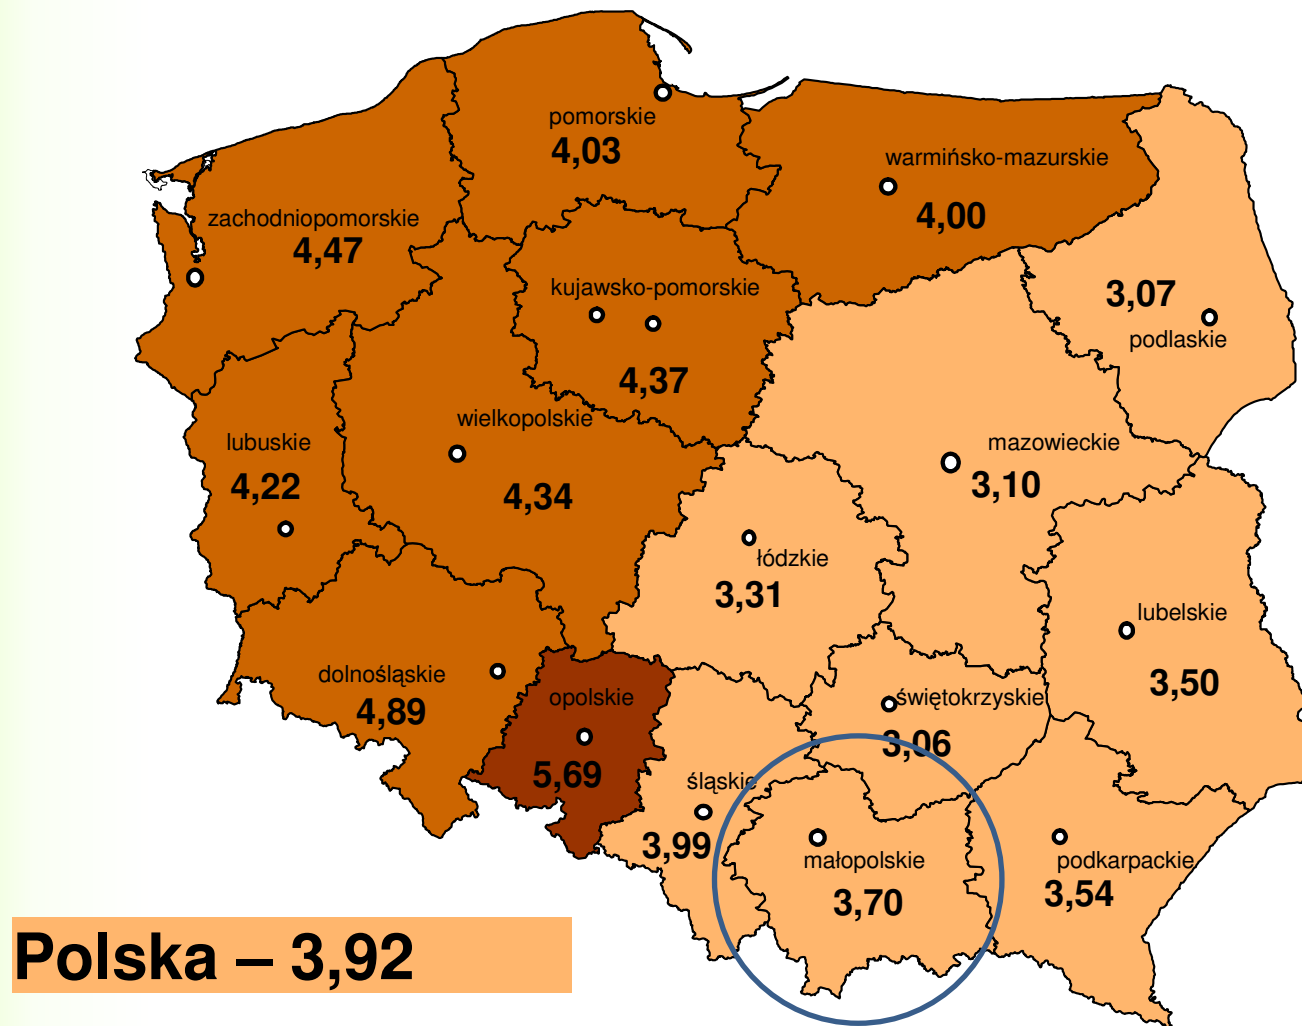 pomorskie
4,03
warmińsko-mazurskie
4,00
zachodniopomorskie
4,47
kujawsko-pomorskie
4,37
3,07
podlaskie
wielkopolskie
4,34
lubuskie
4,22
mazowieckie
3,10
łódzkie
3,31
lubelskie
3,50
dolnośląskie
4,89
opolskie
5,69
świętokrzyskie
3,06
śląskie
3,99
małopolskie
3,70
podkarpackie
3,54
Polska – 3,92